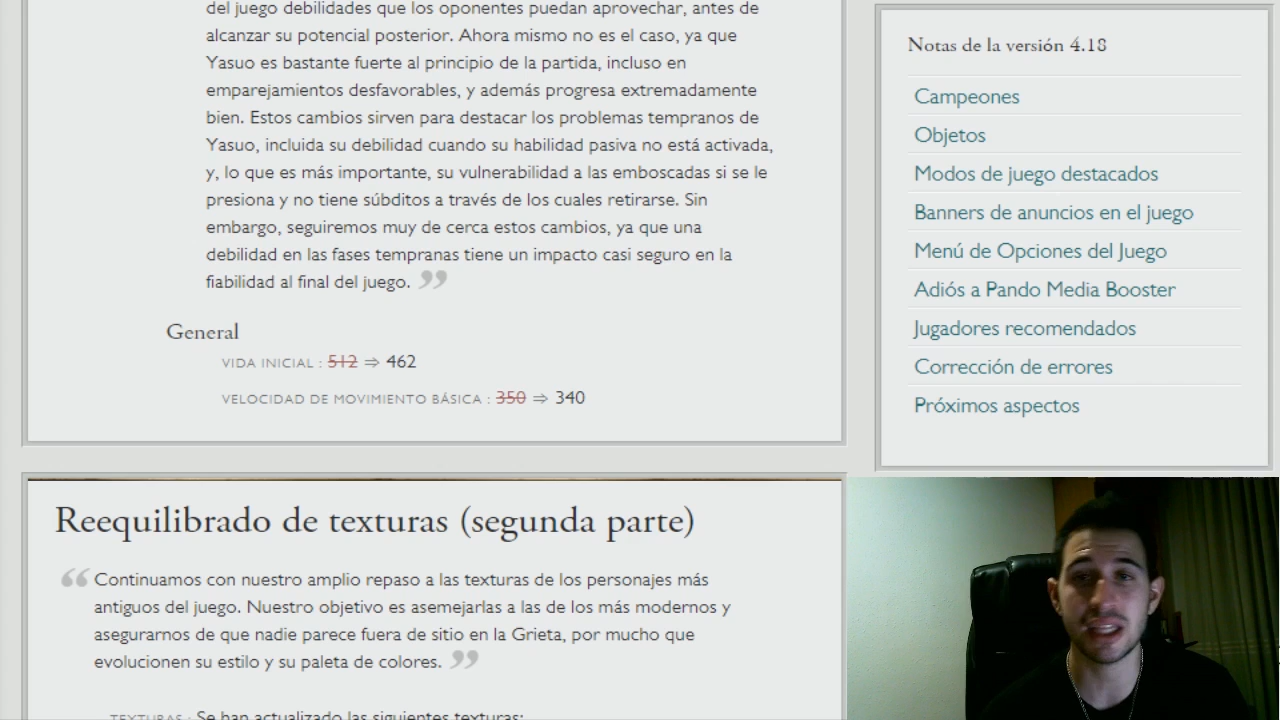 del juego debilidades que los oponentes puedan aprovechar, antes de
alcanzar su potencial posterior. Ahora mismo no es el caso, ya que
Yasuo es bastante fuerte al principio de la partida, incluso en
emparejamientos desfavorables, y además progresa extremadamente
bien. Estos cambios sirven para destacar los problemas tempranos de
Yasuo, incluida su debilidad cuando su habilidad pasiva no está activada,
y, lo que es más importante, su vulnerabilidad a las emboscadas si se le
presiona y no tiene súbditos a través de los cuales retirarse. Sin
embargo, seguiremos muy de cerca estos cambios, ya que una
debilidad en las fases tempranas tiene un impacto casi seguro en la
fiabilidad al final del juego. ”
General
VIDA INICIAL : 512 ⇒ 462
VELOCIDAD DE MOVIMIENTO BÁSICA : 350 ⇒ 340
Reequilibrado de texturas (segunda parte)
“ Continuamos con nuestro amplio repaso a las texturas de los personajes más
antiguos del juego. Nuestro objetivo es asemejarlas a las de los más modernos y
asegurarnos de que nadie parece fuera de sitio en la Grieta, por mucho que
evolucionen su estilo y su paleta de colores. ”
TEXTURAS : Se han actualizado las siguientes texturas:
Notas de la versión 4.18
Campeones
Objetos
Modos de juego destacados
Banners de anuncios en el juego
Menú de Opciones del Juego
Adiós a Pando Media Booster
Jugadores recomendados
Corrección de errores
Próximos aspectos